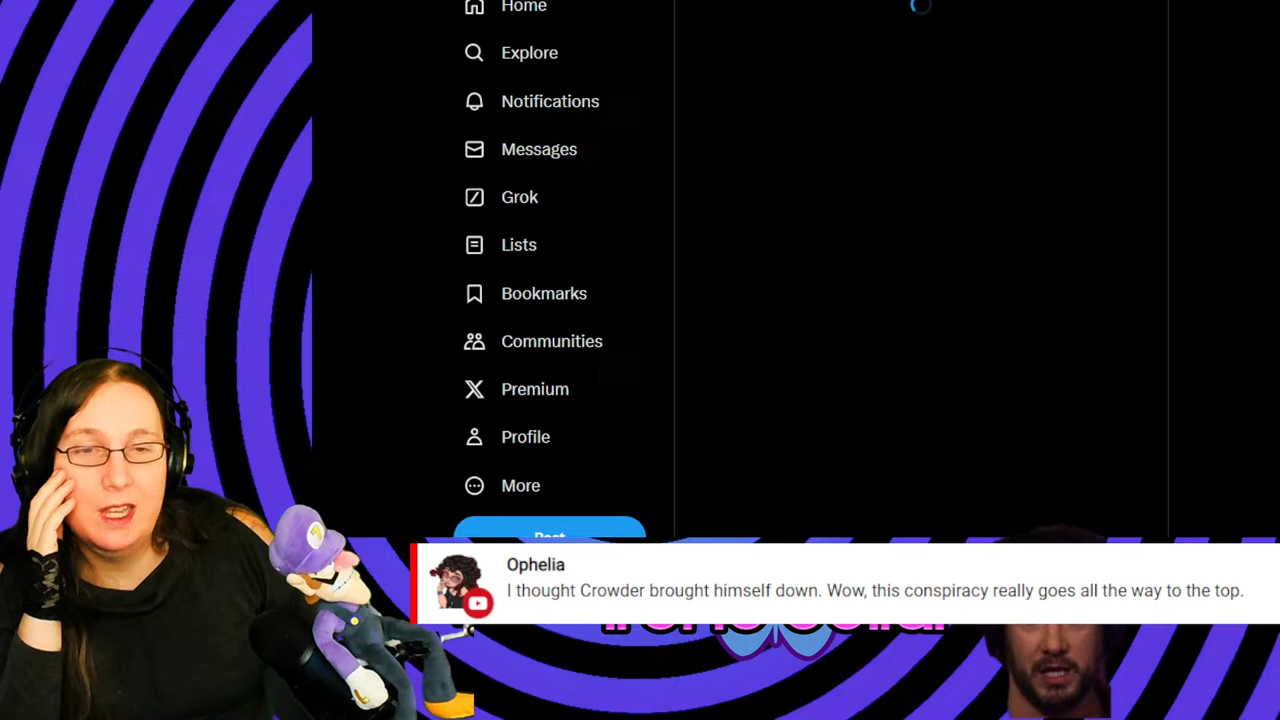 Home
Explore
Notifications
Messages
Grok
Lists
Bookmarks
Communities
Premium
Profile
More
Post
Ophelia
I thought Crowder brought himself down. Wow, this conspiracy really goes all the way to the top.